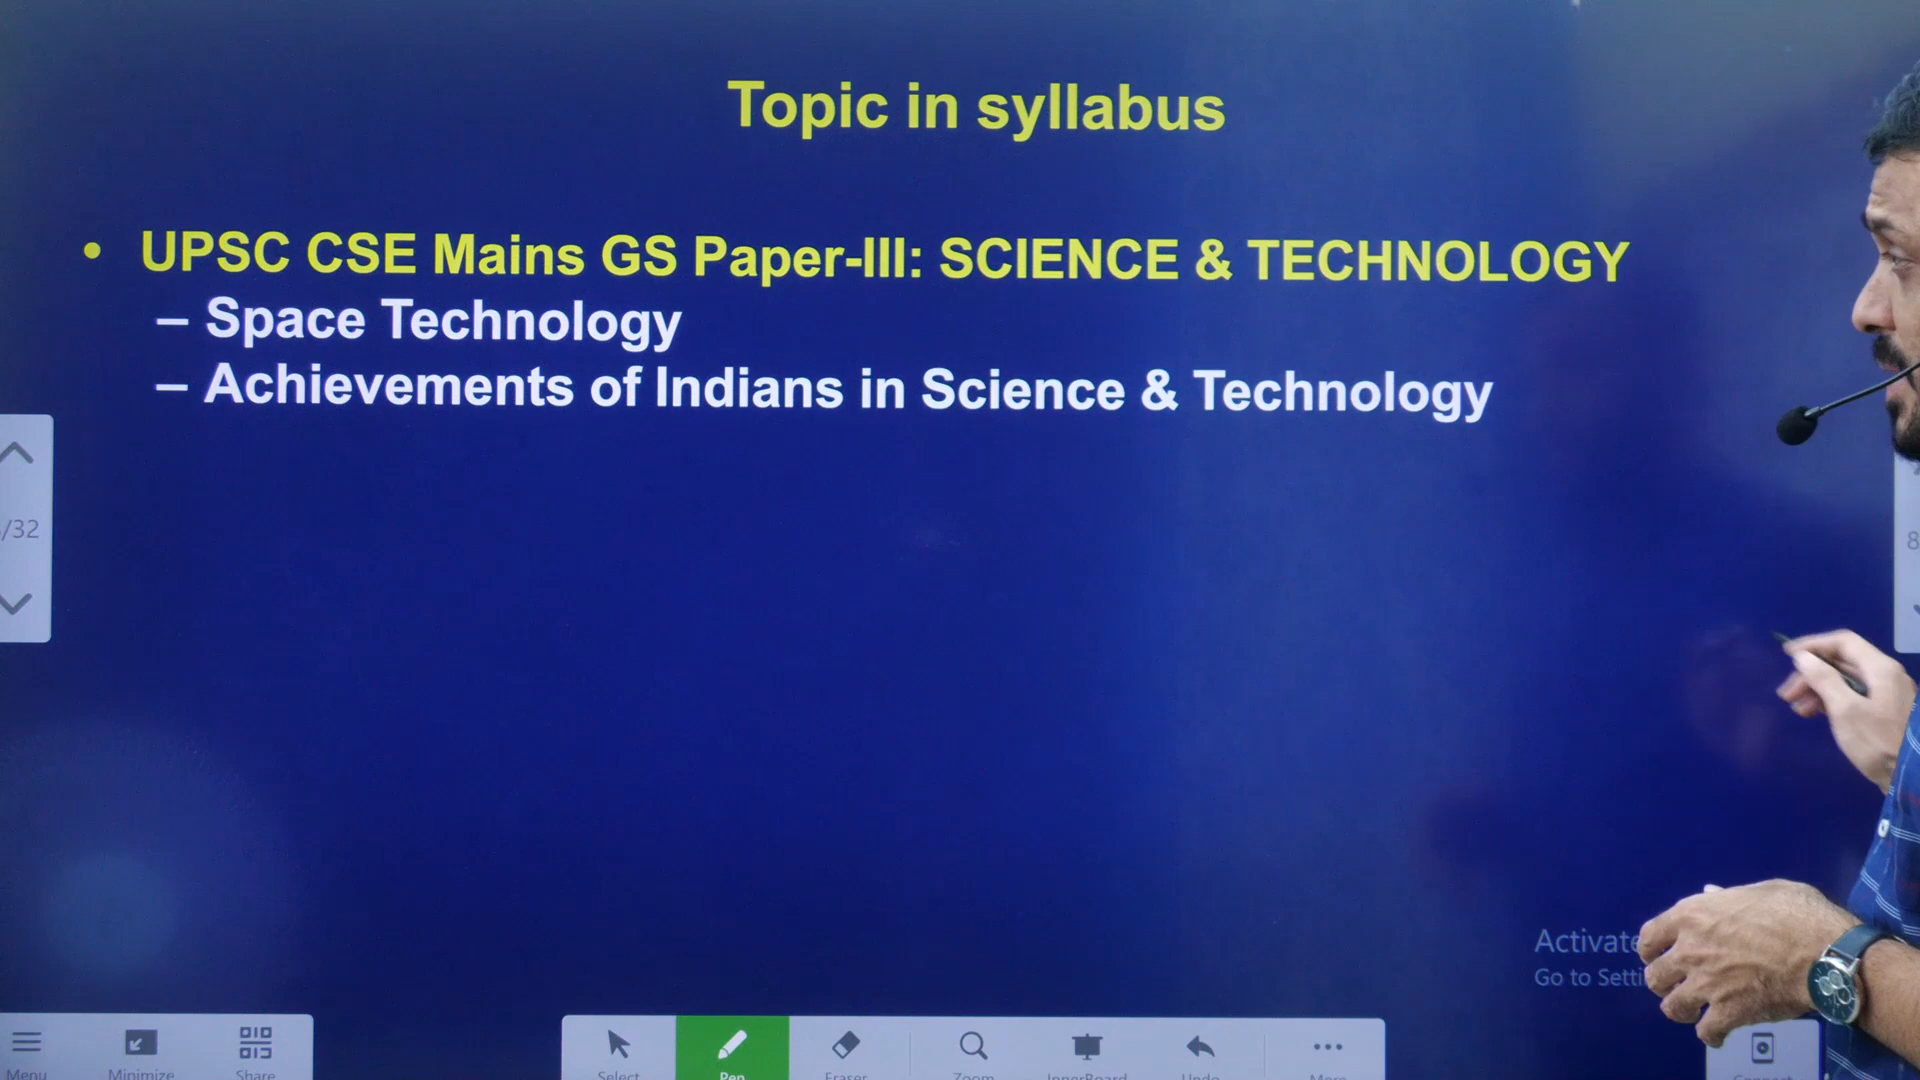 Topic in syllabus
• UPSC CSE Mains GS Paper-III: SCIENCE & TECHNOLOGY
– Space Technology
– Achievements of Indians in Science & Technology
/32
8
Activate
Go to Setti
Menu Minimize Share Select Pen Eraser Zoom InnerBoard Undo More